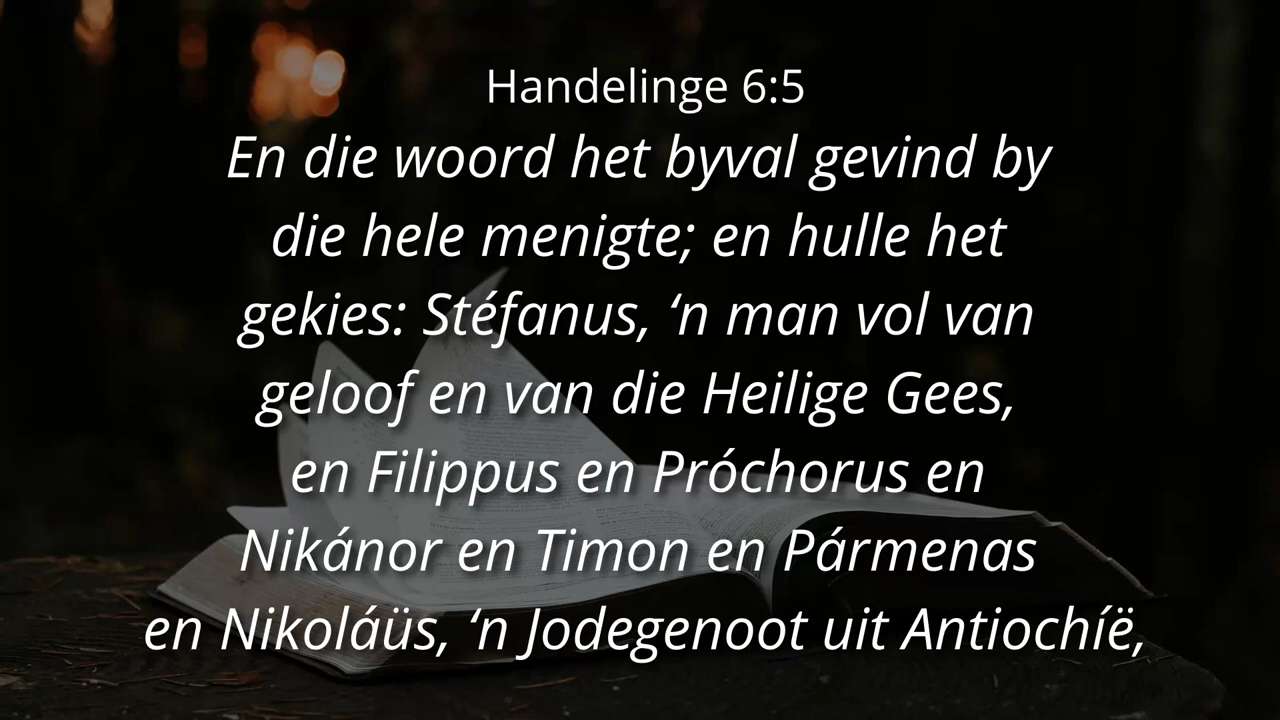 Handelinge 6:5
En die woord het byval gevind by
die hele menigte; en hulle het
gekies: Stéfanus, ‘n man vol van
geloof en van die Heilige Gees,
en Filippus en Próchorus en
Nikánor en Timon en Pármenas
en Nikoláüs, ‘n Jodegenoot uit Antiochíë,